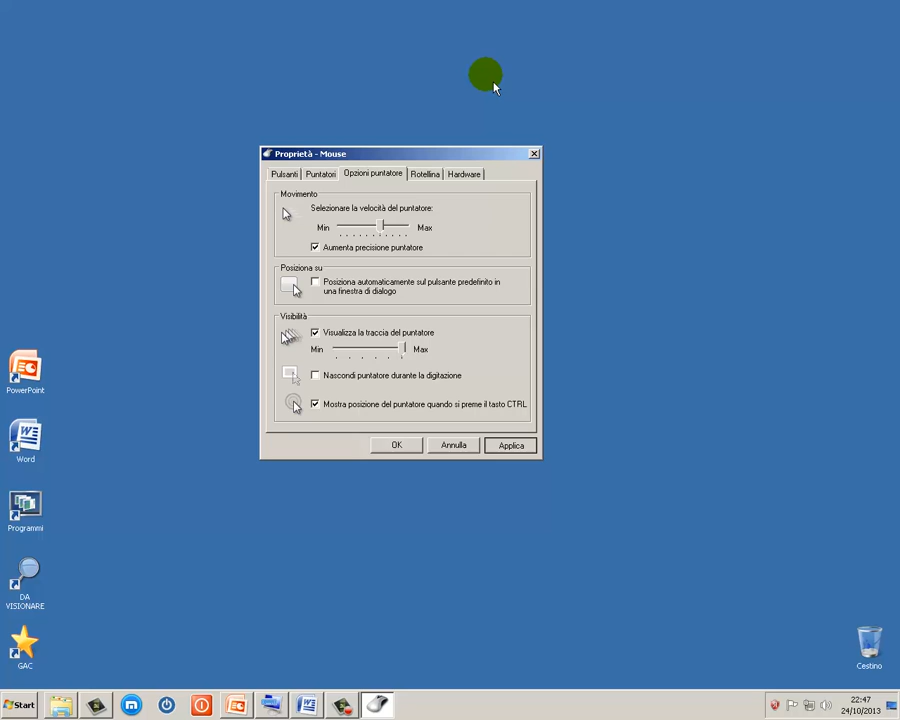 Proprietà - Mouse
Pulsanti Puntatori Opzioni puntatore Rotellina Hardware
Movimento
Selezionare la velocità del puntatore:
Min Max
Aumenta precisione puntatore
Posiziona su
Posiziona automaticamente sul pulsante predefinito in
una finestra di dialogo
Visibilità
Visualizza la traccia del puntatore
Min Max
Nascondi puntatore durante la digitazione
Mostra posizione del puntatore quando si preme il tasto CTRL
OK Annulla Applica
PowerPoint
Word
Programmi
DA
VISIONARE
GAC
Cestino
Start
22:47
24/10/2013